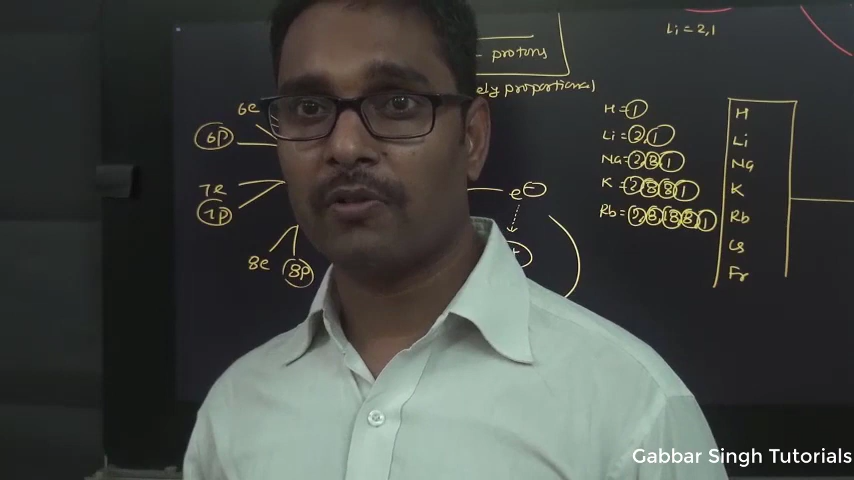 Li = 2,1
protons
ely proportional)
6e
6p
7e
7p
8e
8p
e⊖
+
H = 1
Li = 2 1
Na = 2 8 1
K = 2 8 8 1
Rb = 2 8 18 8 1
H
Li
Na
K
Rb
Cs
Fr
Gabbar Singh Tutorials